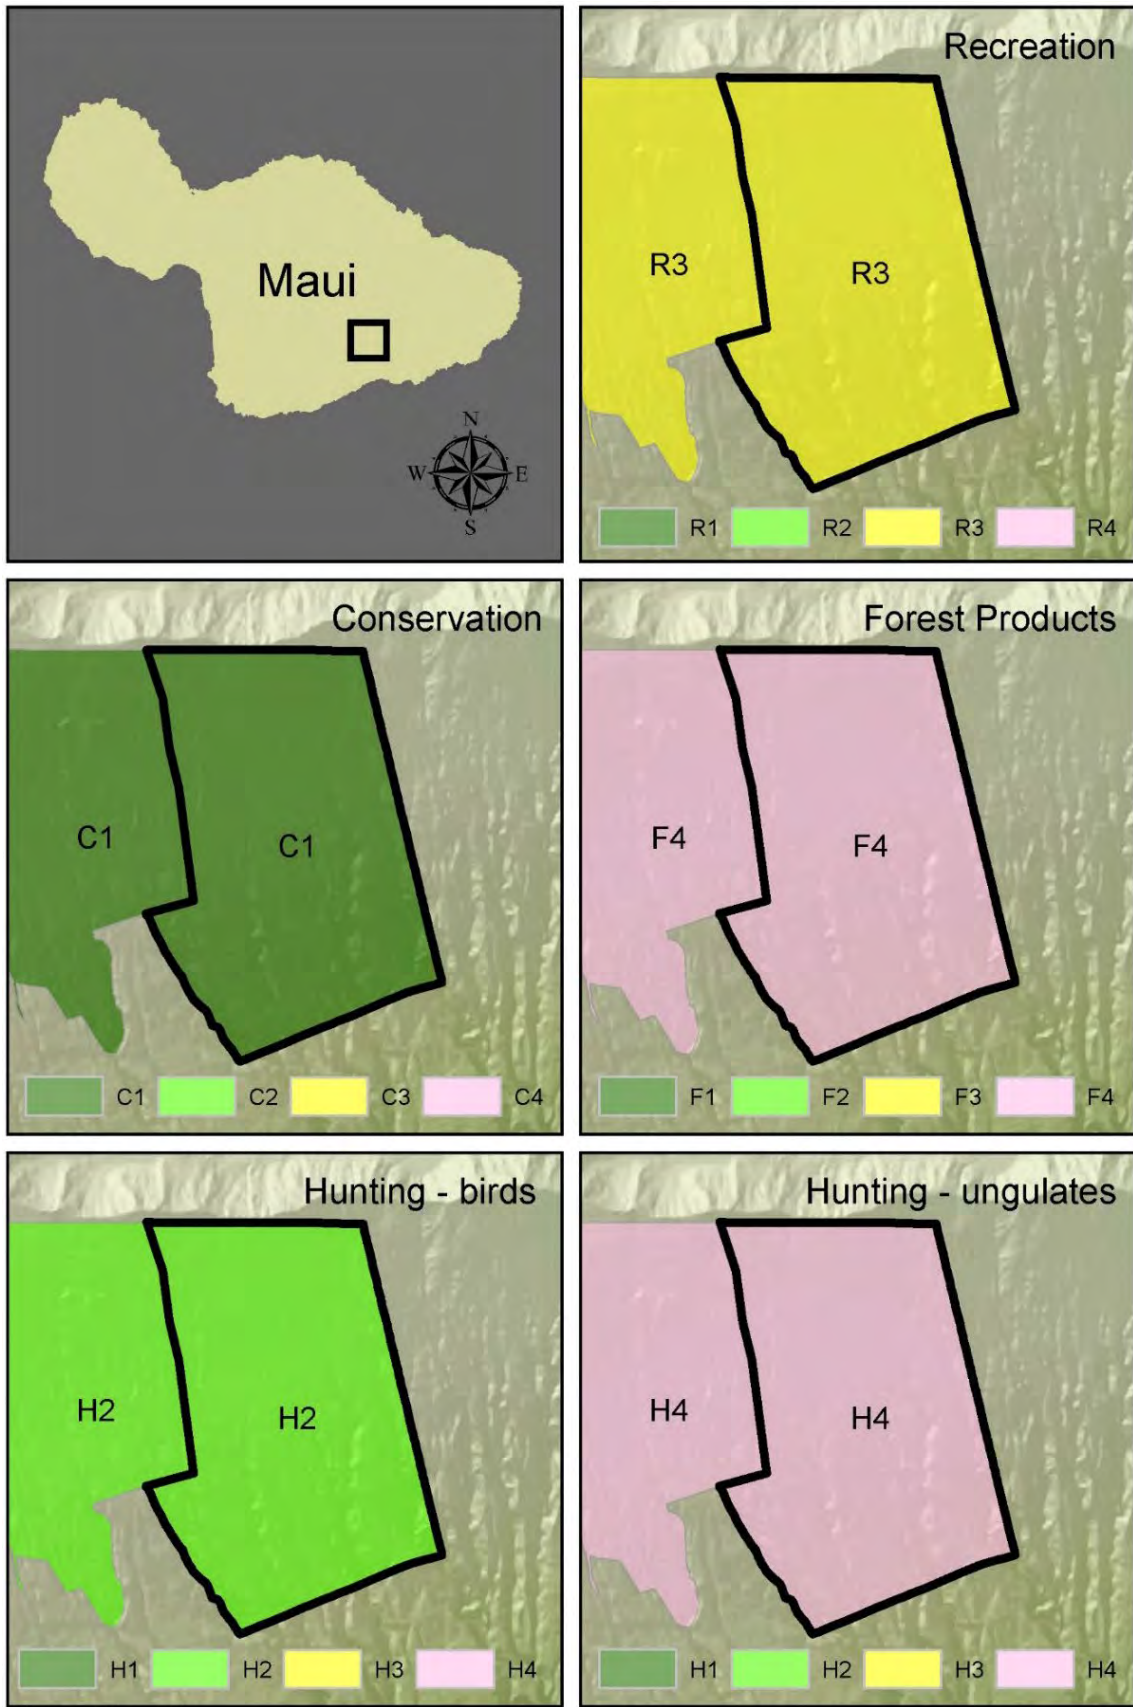 Maui
N
W E
S
Recreation
R3 R3
R1 R2 R3 R4
Conservation
C1 C1
C1 C2 C3 C4
Forest Products
F4 F4
F1 F2 F3 F4
Hunting - birds
H2 H2
H1 H2 H3 H4
Hunting - ungulates
H4 H4
H1 H2 H3 H4